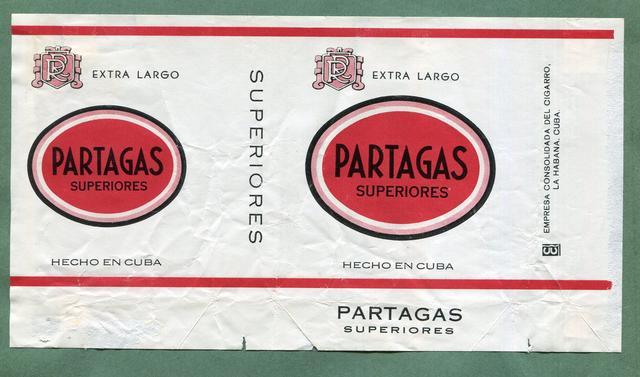 EXTRA LARGO
PARTAGAS
SUPERIORES
HECHO EN CUBA
SUPERIORES
EXTRA LARGO
PARTAGAS
SUPERIORES
HECHO EN CUBA
PARTAGAS
SUPERIORES
EMPRESA CONSOLIDADA DEL CIGARRO,
LA HABANA. CUBA.